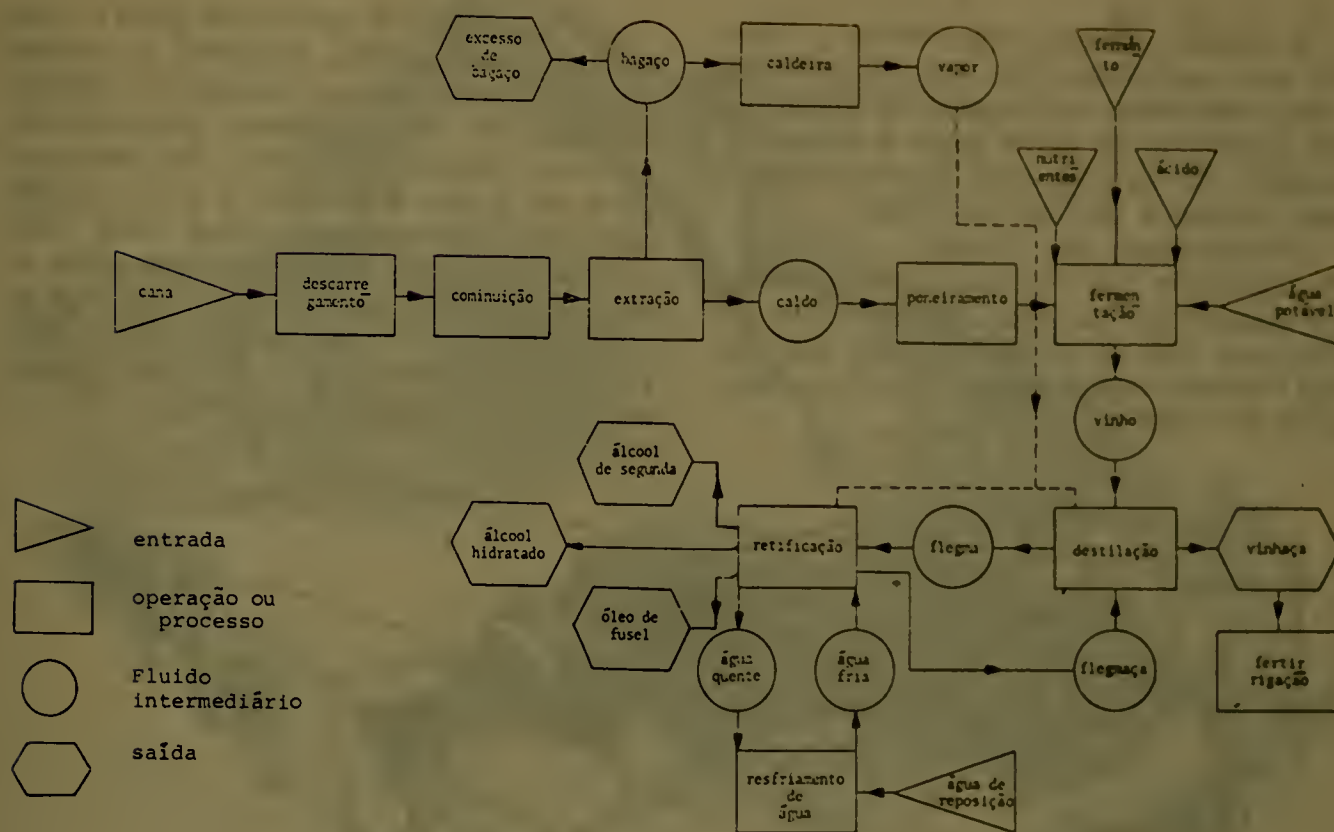 excesso
de
bagaço
bagaço
caldeira
vapor
fermen
to
nutri
entes
ácido
cana
descarre
gamento
cominuição
extração
caldo
peneiramento
fermen
tação
água
potável
vinho
álcool
de segunda
álcool
hidratado
óleo de
fusel
retificação
flegma
destilação
vinhaça
água
quente
água
fria
flegmaça
fertir
rigação
resfriamento
de
água
água de
reposição
entrada
operação ou
processo
Fluido
intermediário
saída